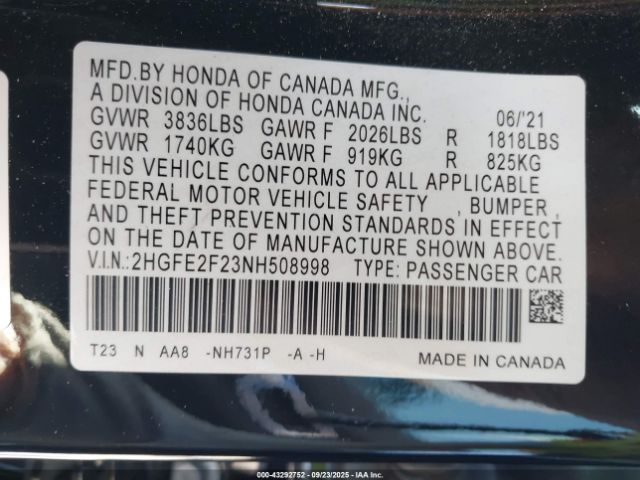 MFD.BY HONDA OF CANADA MFG.,
A DIVISION OF HONDA CANADA INC. 06/'21
GVWR 3836LBS GAWR F 2026LBS R 1818LBS
GVWR 1740KG GAWR F 919KG R 825KG
THIS VEHICLE CONFORMS TO ALL APPLICABLE
FEDERAL MOTOR VEHICLE SAFETY , BUMPER ,
AND THEFT PREVENTION STANDARDS IN EFFECT
ON THE DATE OF MANUFACTURE SHOWN ABOVE.
V.I.N.:2HGFE2F23NH508998 TYPE: PASSENGER CAR
T23 N AA8 -NH731P -A -H MADE IN CANADA
000-43292752 - 09/23/2025 - IAA Inc.